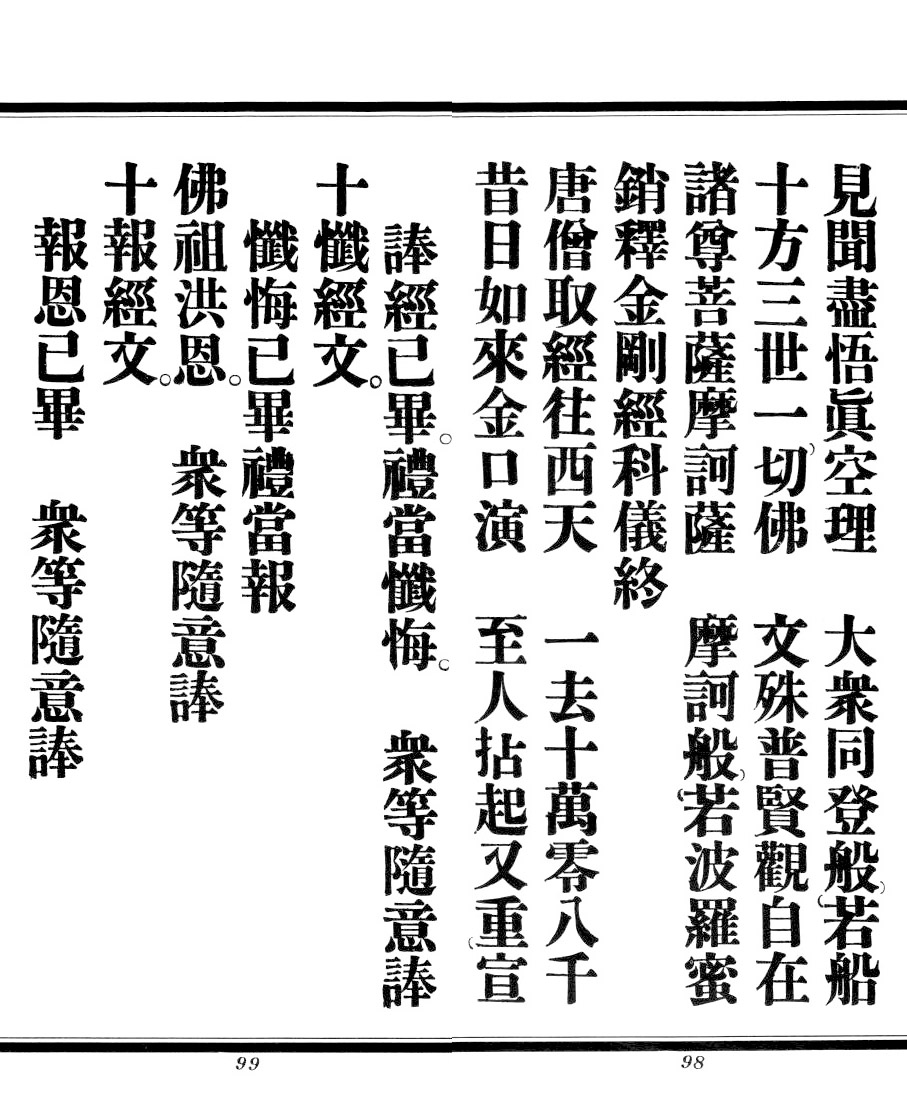 見聞盡悟眞空理　大衆同登般若船
十方三世一切佛　文殊普賢觀自在
諸尊菩薩摩訶薩　摩訶般若波羅蜜
銷釋金剛經科儀終
唐僧取經往西天　一去十萬零八千
昔日如來金口演　至人拈起又重宣
98
諱經已畢。禮當懺悔。　衆等隨意諱
十懺經文。
懺悔已畢禮當報
佛祖洪恩。　衆等隨意諱
十報經文。
報恩已畢　衆等隨意諱
99